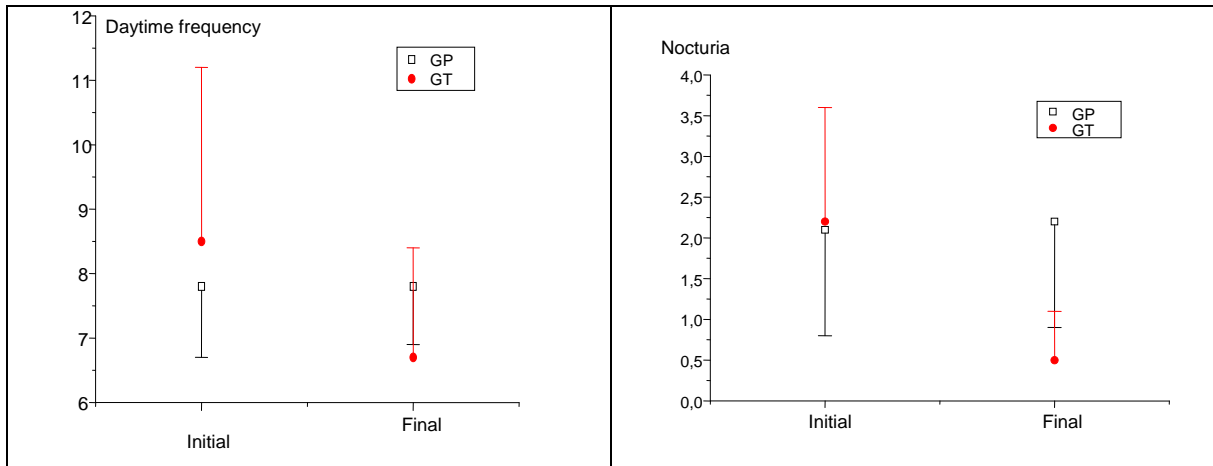 Daytime frequency
GP
GT
12
11
10
9
8
7
6
Initial
Final
Nocturia
GP
GT
4,0
3,5
3,0
2,5
2,0
1,5
1,0
0,5
0,0
Initial
Final